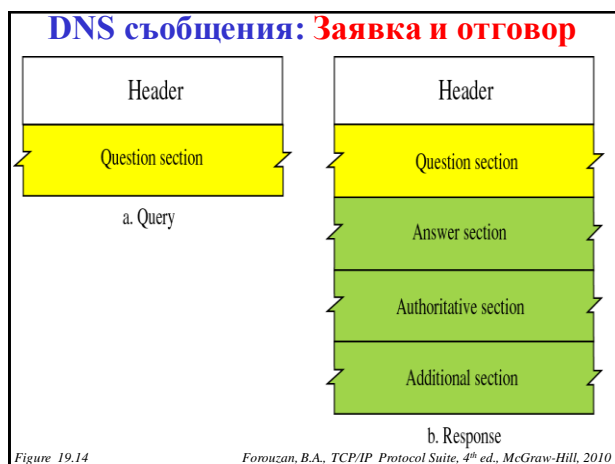 DNS съобщения: Заявка и отговор
Header
Question section
a. Query
Header
Question section
Answer section
Authoritative section
Additional section
b. Response
Figure 19.14
Forouzan, B.A., TCP/IP Protocol Suite, 4th ed., McGraw-Hill, 2010